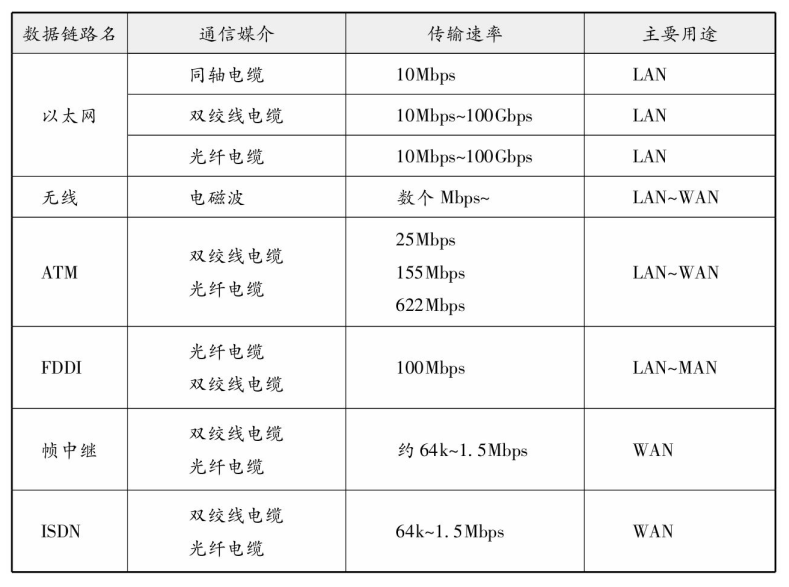 数据链路名 通信媒介 传输速率 主要用途
以太网 同轴电缆 10Mbps LAN
双绞线电缆 10Mbps~100Gbps LAN
光纤电缆 10Mbps~100Gbps LAN
无线 电磁波 数个 Mbps~ LAN~WAN
ATM 双绞线电缆 光纤电缆 25Mbps 155Mbps 622Mbps LAN~WAN
FDDI 光纤电缆 双绞线电缆 100Mbps LAN~MAN
帧中继 双绞线电缆 光纤电缆 约 64k~1.5Mbps WAN
ISDN 双绞线电缆 光纤电缆 64k~1.5Mbps WAN